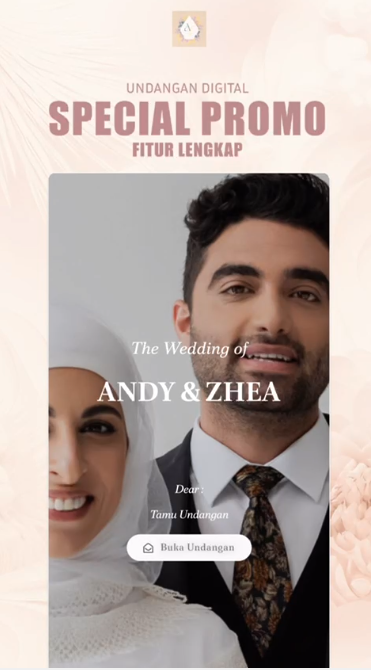 UNDANGAN DIGITAL
SPECIAL PROMO
FITUR LENGKAP
The Wedding of
ANDY & ZHEA
Dear :
Tamu Undangan
Buka Undangan